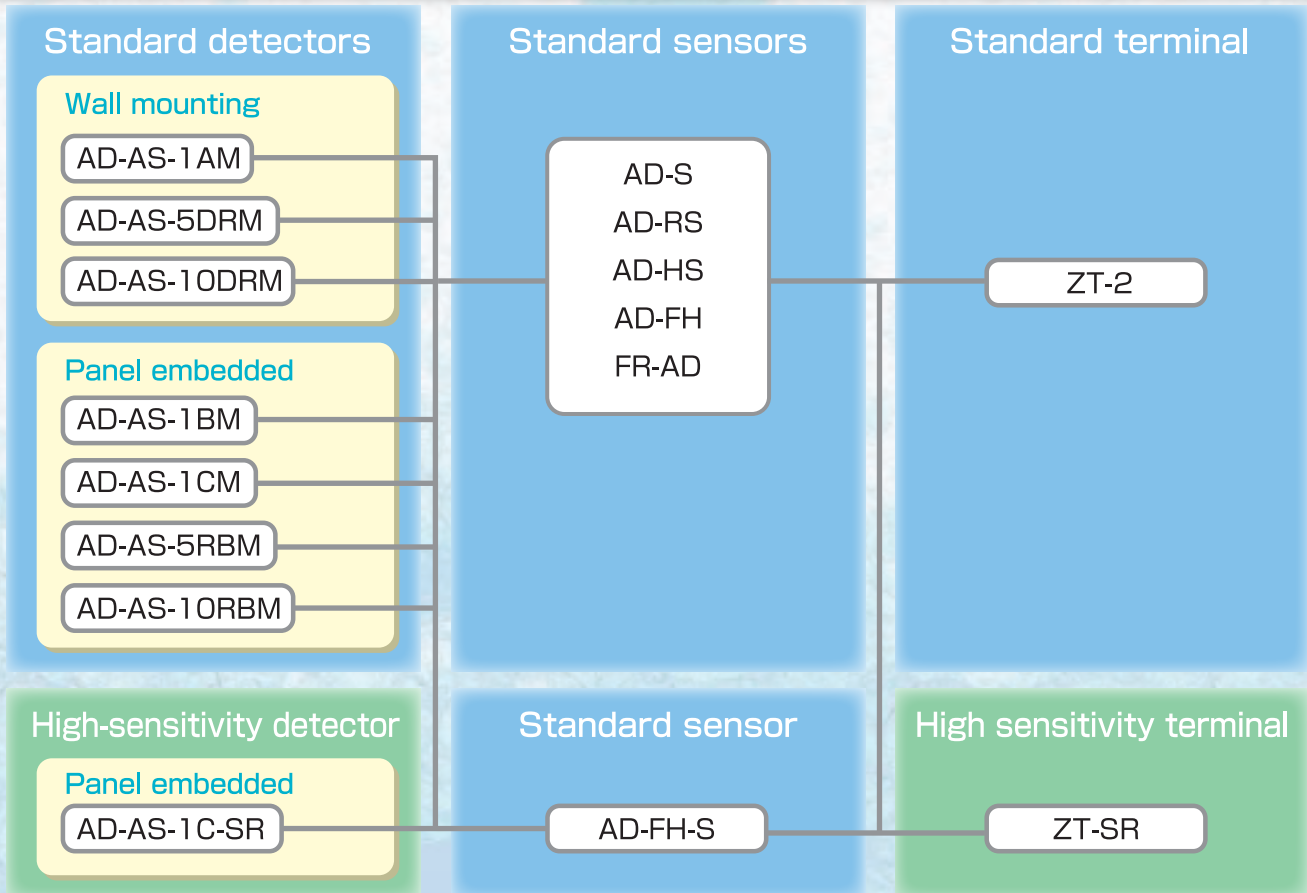 Standard detectors
Wall mounting
AD-AS-1AM
AD-AS-5DRM
AD-AS-10DRM
Panel embedded
AD-AS-1BM
AD-AS-1CM
AD-AS-5RBM
AD-AS-10RBM
Standard sensors
AD-S
AD-RS
AD-HS
AD-FH
FR-AD
Standard terminal
ZT-2
High-sensitivity detector
Panel embedded
AD-AS-1C-SR
Standard sensor
AD-FH-S
High sensitivity terminal
ZT-SR